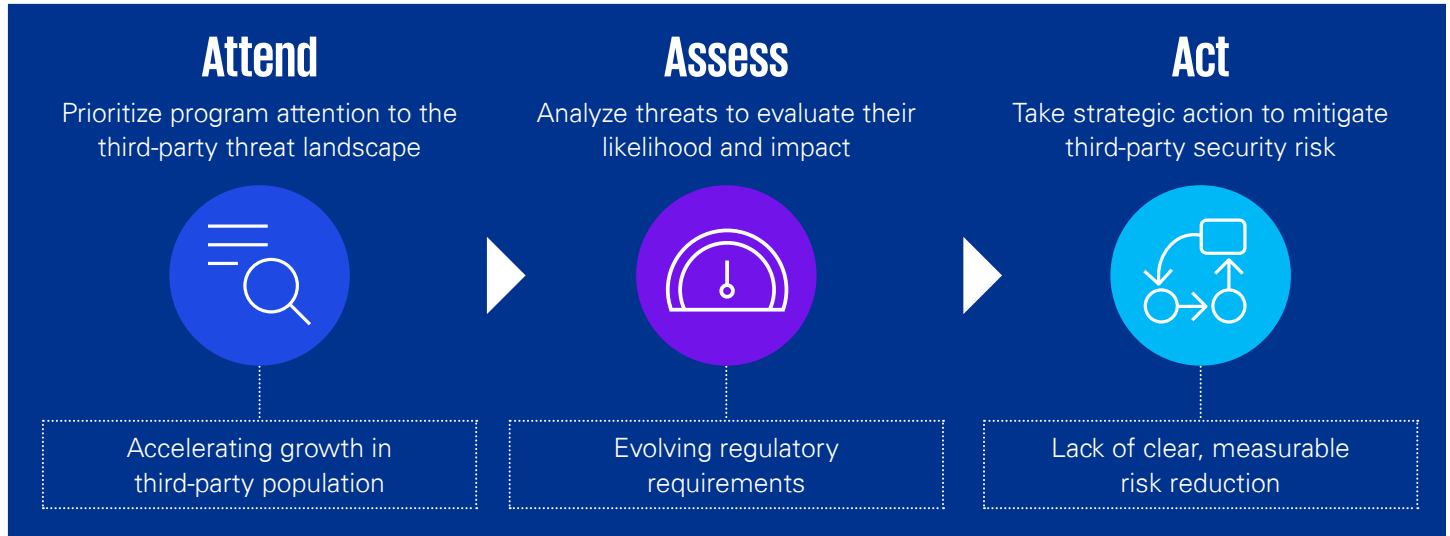 Attend
Prioritize program attention to the
third-party threat landscape
Accelerating growth in
third-party population
Assess
Analyze threats to evaluate their
likelihood and impact
Evolving regulatory
requirements
Act
Take strategic action to mitigate
third-party security risk
Lack of clear, measurable
risk reduction